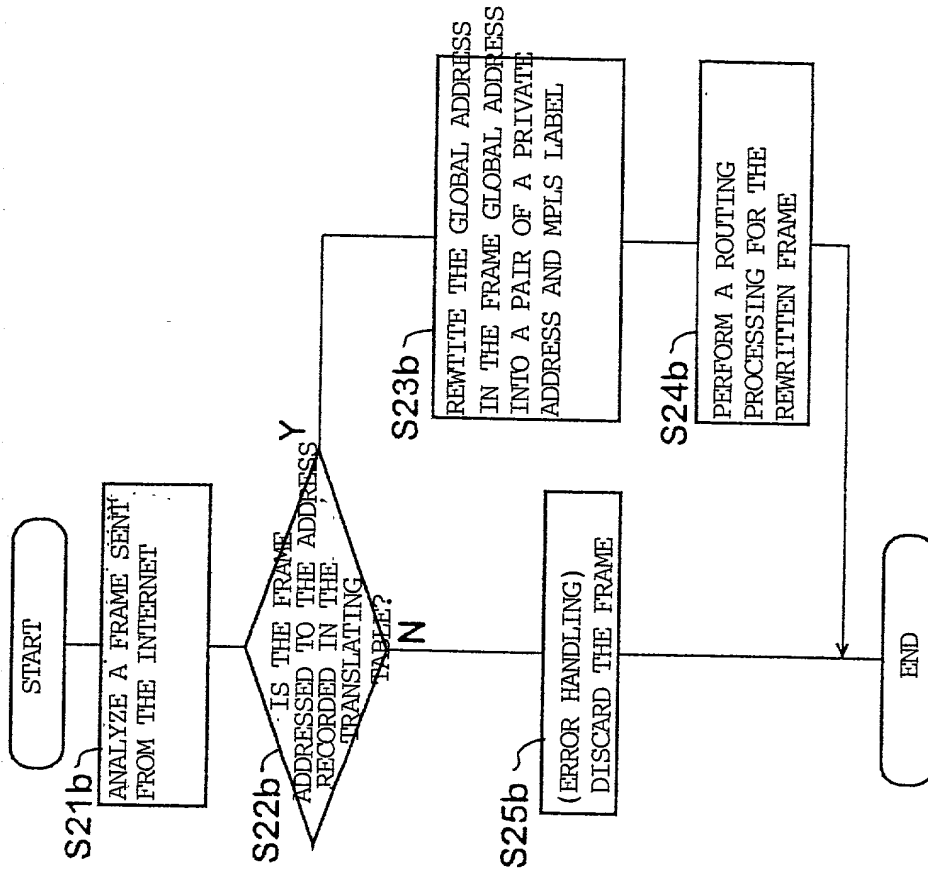 START
S21b
ANALYZE A FRAME SENT
FROM THE INTERNET
S22b
IS THE FRAME
ADDRESSED TO THE ADDRESS
RECORDED IN THE
TRANSLATING
TABLE?
Y
N
S23b
REWTITE THE GLOBAL ADDRESS
IN THE FRAME GLOBAL ADDRESS
INTO A PAIR OF A PRIVATE
ADDRESS AND MPLS LABEL
S24b
PERFORM A ROUTING
PROCESSING FOR THE
REWRITTEN FRAME
S25b
(ERROR HANDLING)
DISCARD THE FRAME
END